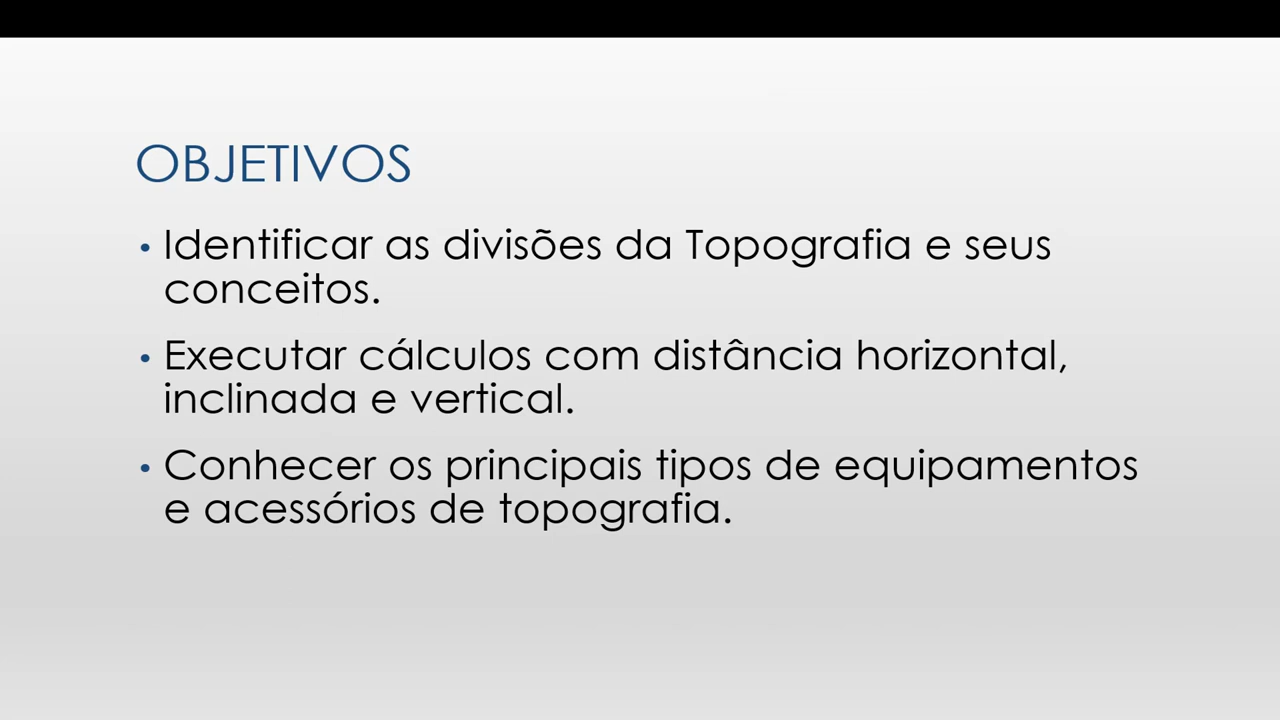 OBJETIVOS
• Identificar as divisões da Topografia e seus
conceitos.
• Executar cálculos com distância horizontal,
inclinada e vertical.
• Conhecer os principais tipos de equipamentos
e acessórios de topografia.